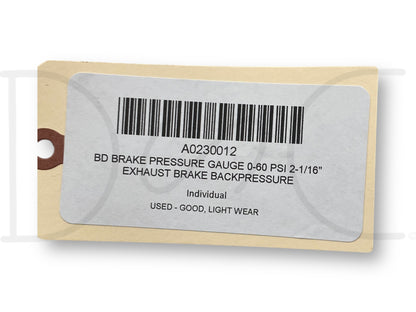 A0230012
BD BRAKE PRESSURE GAUGE 0-60 PSI 2-1/16"
EXHAUST BRAKE BACKPRESSURE
Individual
USED - GOOD, LIGHT WEAR